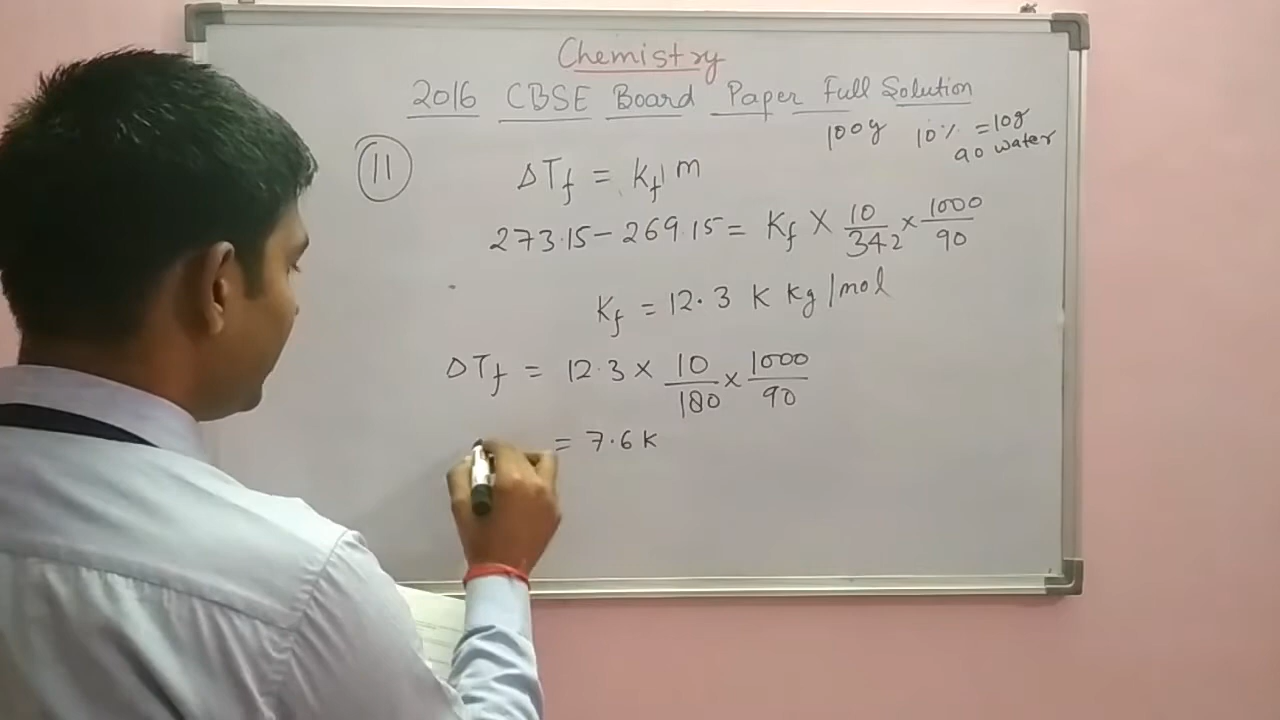 Chemistry
2016 CBSE Board Paper Full Solution
100g 10% = 10g
90 water
11
ΔTf = Kf m
273.15 - 269.15 = Kf × 10/342 × 1000/90
Kf = 12.3 K kg/mol
ΔTf = 12.3 × 10/180 × 1000/90
= 7.6 K